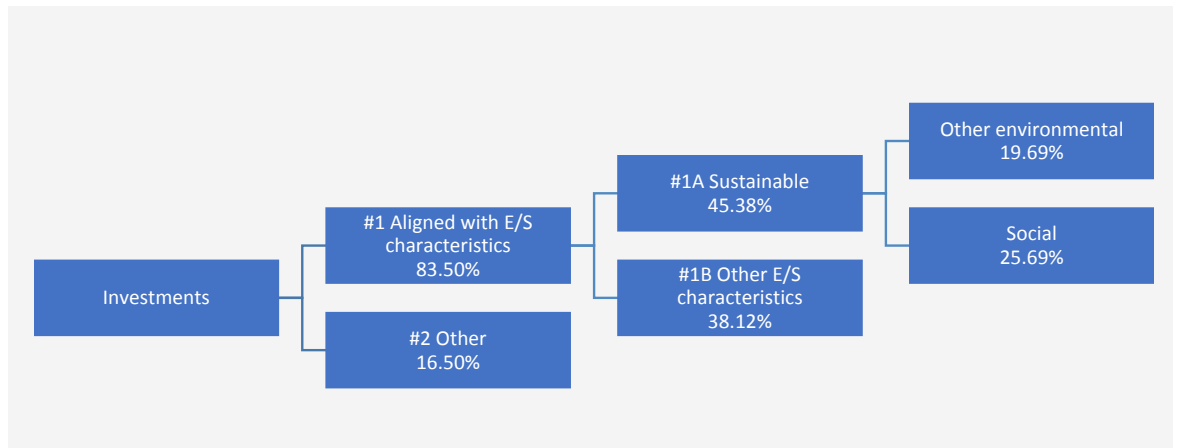 Investments
#1 Aligned with E/S
characteristics
83.50%
#2 Other
16.50%
#1A Sustainable
45.38%
#1B Other E/S
characteristics
38.12%
Other environmental
19.69%
Social
25.69%